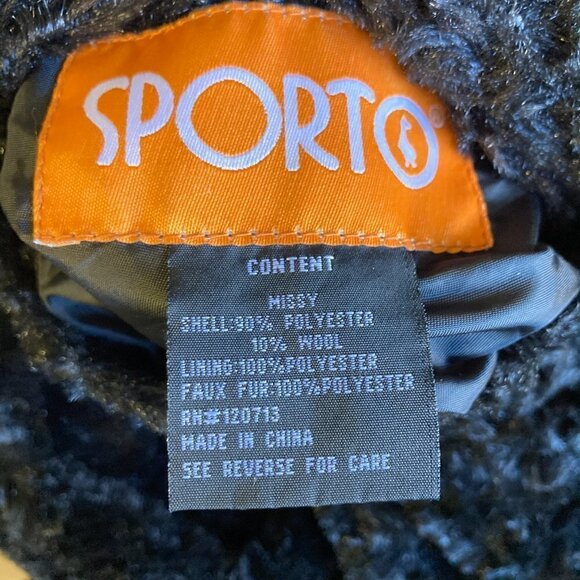 SPORTO®
CONTENT
MISSY
SHELL:90% POLYESTER
10% WOOL
LINING:100%POLYESTER
FAUX FUR:100%POLYESTER
RN#120713
MADE IN CHINA
SEE REVERSE FOR CARE